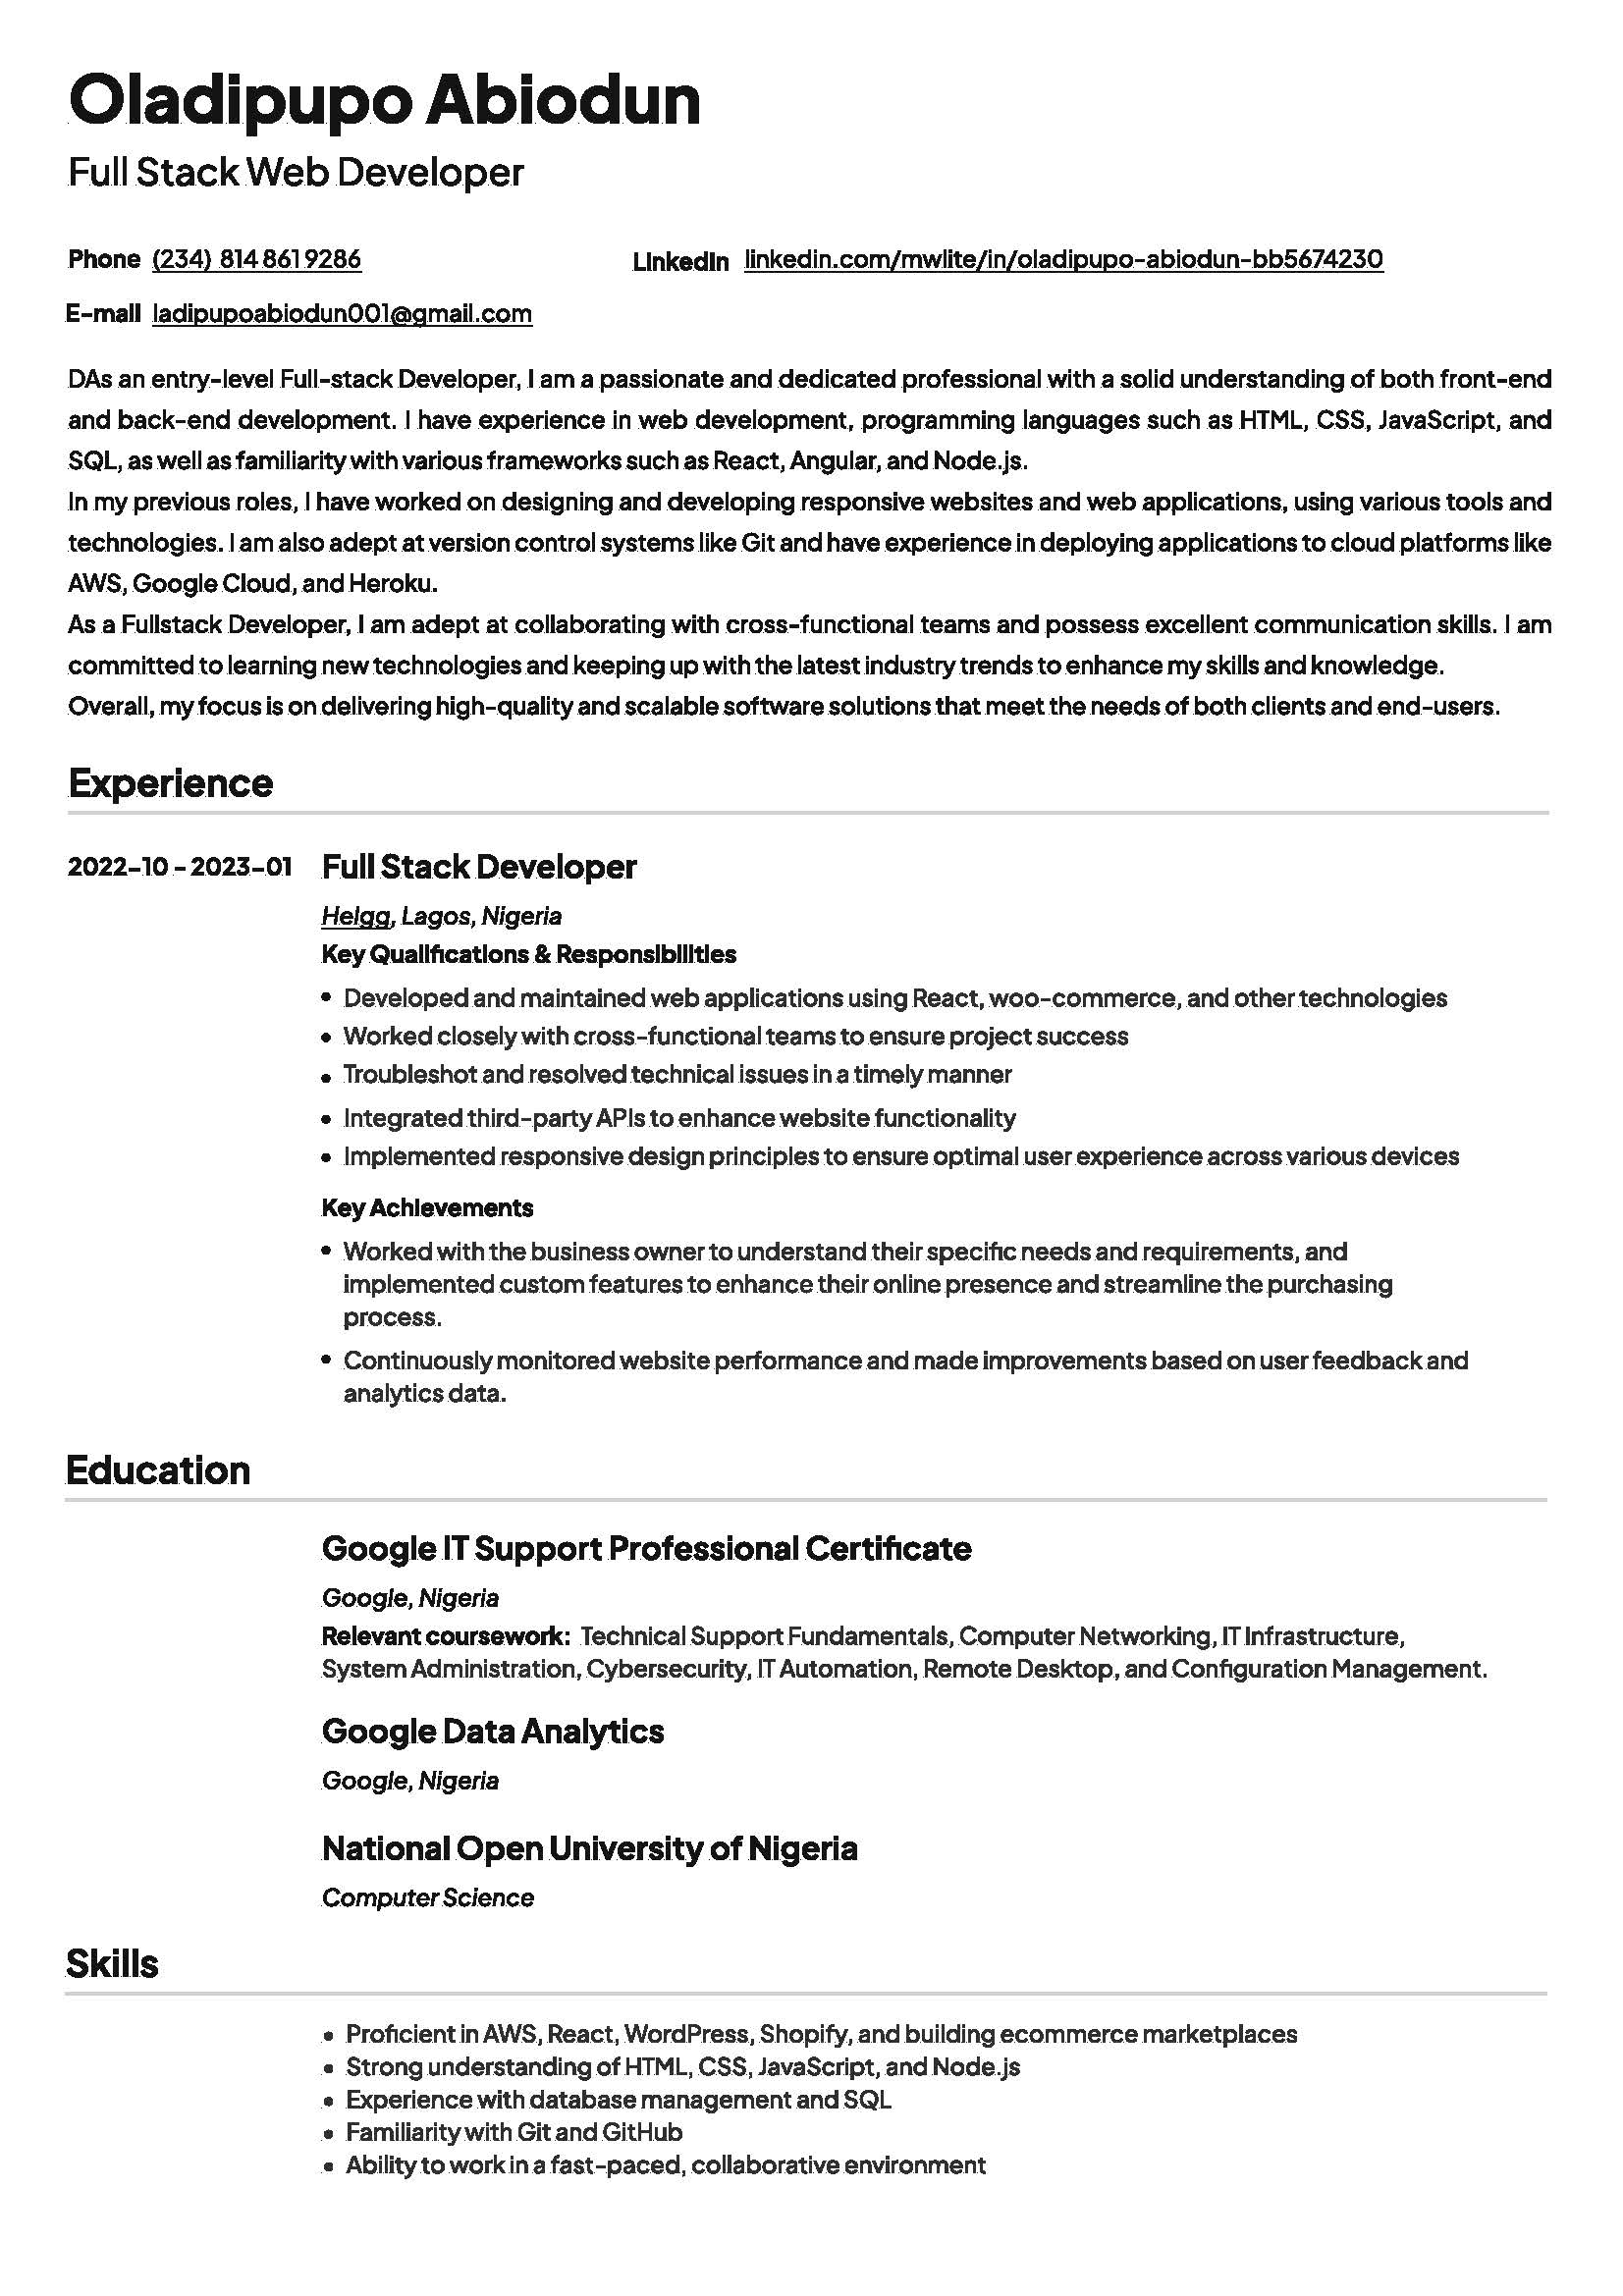 Oladipupo Abiodun
Full Stack Web Developer
Phone (234) 814 861 9286
LinkedIn linkedin.com/mwlite/in/oladipupo-abiodun-bb5674230
E-mail ladipupoabiodun001@gmail.com
DAs an entry-level Full-stack Developer, I am a passionate and dedicated professional with a solid understanding of both front-end
and back-end development. I have experience in web development, programming languages such as HTML, CSS, JavaScript, and
SQL, as well as familiarity with various frameworks such as React, Angular, and Node.js.
In my previous roles, I have worked on designing and developing responsive websites and web applications, using various tools and
technologies. I am also adept at version control systems like Git and have experience in deploying applications to cloud platforms like
AWS, Google Cloud, and Heroku.
As a Fullstack Developer, I am adept at collaborating with cross-functional teams and possess excellent communication skills. I am
committed to learning new technologies and keeping up with the latest industry trends to enhance my skills and knowledge.
Overall, my focus is on delivering high-quality and scalable software solutions that meet the needs of both clients and end-users.
Experience
2022-10 - 2023-01 Full Stack Developer
Helgg, Lagos, Nigeria
Key Qualifications & Responsibilities
• Developed and maintained web applications using React, woo-commerce, and other technologies
• Worked closely with cross-functional teams to ensure project success
• Troubleshot and resolved technical issues in a timely manner
• Integrated third-party APIs to enhance website functionality
• Implemented responsive design principles to ensure optimal user experience across various devices
Key Achievements
• Worked with the business owner to understand their specific needs and requirements, and
implemented custom features to enhance their online presence and streamline the purchasing
process.
• Continuously monitored website performance and made improvements based on user feedback and
analytics data.
Education
Google IT Support Professional Certificate
Google, Nigeria
Relevant coursework: Technical Support Fundamentals, Computer Networking, IT Infrastructure,
System Administration, Cybersecurity, IT Automation, Remote Desktop, and Configuration Management.
Google Data Analytics
Google, Nigeria
National Open University of Nigeria
Computer Science
Skills
• Proficient in AWS, React, WordPress, Shopify, and building ecommerce marketplaces
• Strong understanding of HTML, CSS, JavaScript, and Node.js
• Experience with database management and SQL
• Familiarity with Git and GitHub
• Ability to work in a fast-paced, collaborative environment